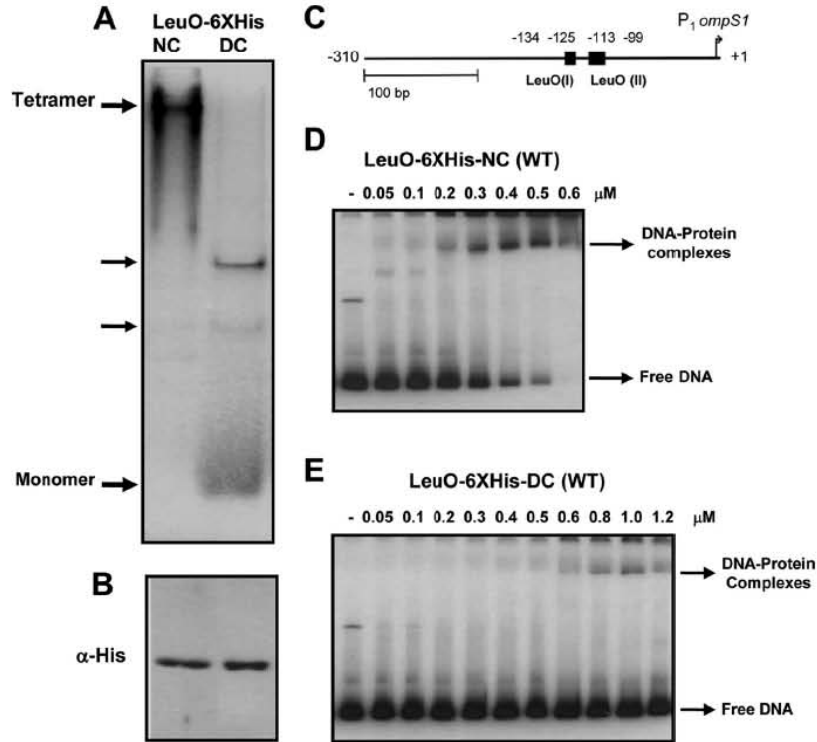 A
LeuO-6XHis
NC DC
Tetramer
Monomer
B
α-His
C
P1 ompS1
-134 -125 -113 -99
-310
+1
LeuO(I) LeuO (II)
100 bp
D
LeuO-6XHis-NC (WT)
- 0.05 0.1 0.2 0.3 0.4 0.5 0.6 μM
DNA-Protein
complexes
Free DNA
E
LeuO-6XHis-DC (WT)
- 0.05 0.1 0.2 0.3 0.4 0.5 0.6 0.8 1.0 1.2 μM
DNA-Protein
Complexes
Free DNA